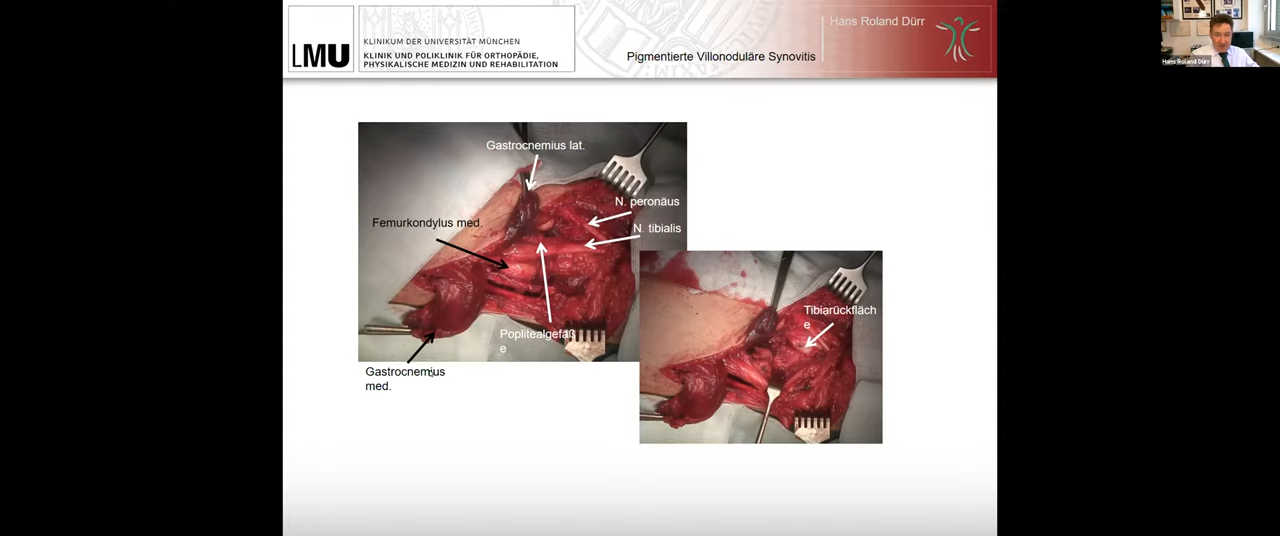 LMU
KLINIKUM DER UNIVERSITÄT MÜNCHEN
KLINIK UND POLIKLINIK FÜR ORTHOPÄDIE,
PHYSIKALISCHE MEDIZIN UND REHABILITATION
Hans Roland Dürr
Pigmentierte Villonoduläre Synovitis
Hans Roland Dürr
Gastrocnemius lat.
N. peronäus
Femurkondylus med.
N. tibialis
Poplitealgefäß
e
Gastrocnemius
med.
Tibiarückfläch
e